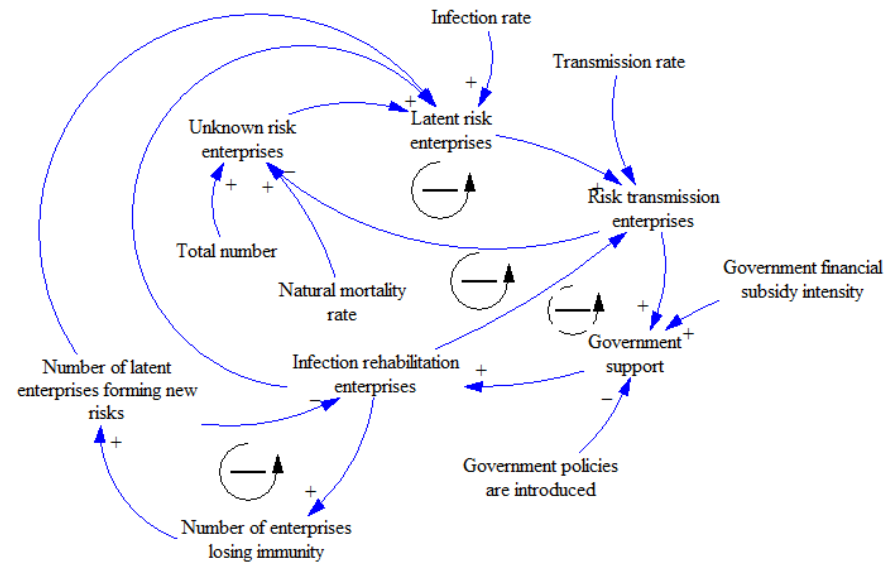 Infection rate
Transmission rate
+
+
Latent risk
enterprises
Unknown risk
enterprises
−
+
+
+
Risk transmission
enterprises
Total number
Natural mortality
rate
Government financial
subsidy intensity
+
+
Government
support
Infection rehabilitation
enterprises
+
−
Number of latent
enterprises forming new
risks
−
+
Government policies
are introduced
+
Number of enterprises
losing immunity